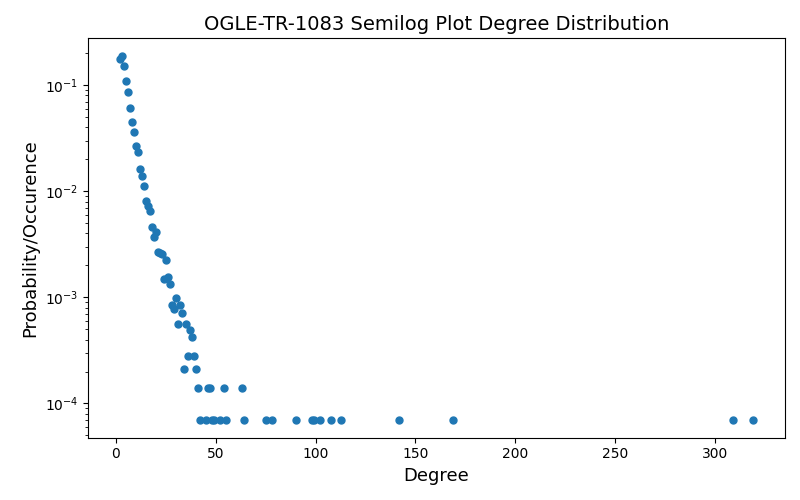 OGLE-TR-1083 Semilog Plot Degree Distribution
Probability/Occurence
10⁻¹
10⁻²
10⁻³
10⁻⁴
0 50 100 150 200 250 300
Degree